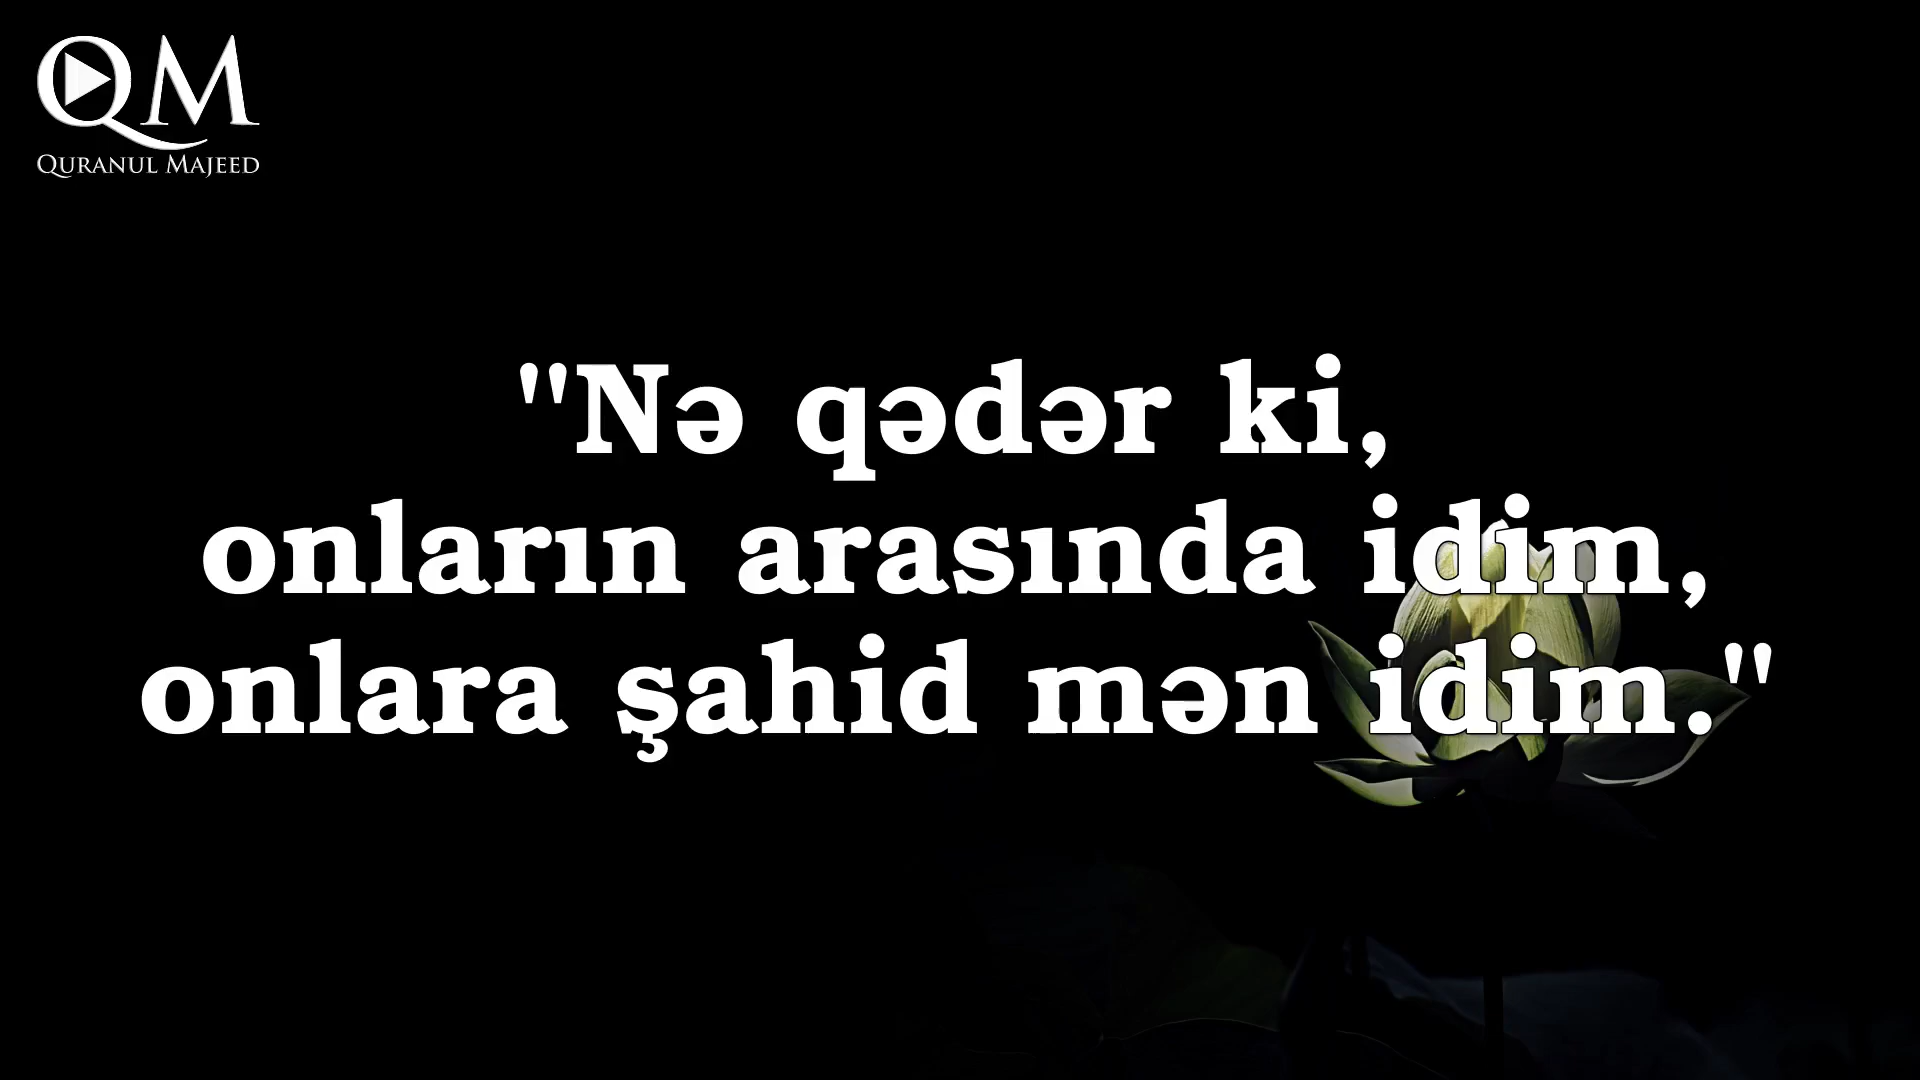 QM
QURANUL MAJEED
"Nə qədər ki,
onların arasında idim,
onlara şahid mən idim."